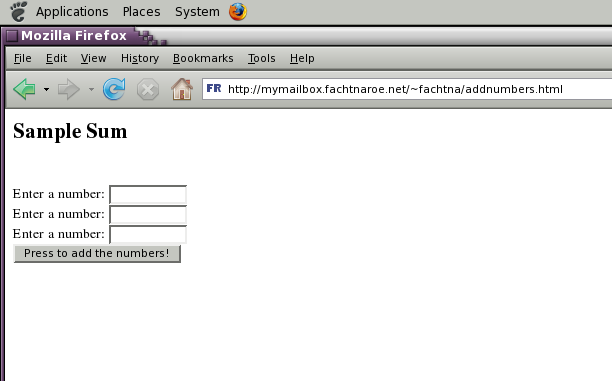 Applications Places System
Mozilla Firefox
File Edit View History Bookmarks Tools Help
FR http://mymailbox.fachtnaroe.net/~fachtna/addnumbers.html
Sample Sum
Enter a number:
Enter a number:
Enter a number:
Press to add the numbers!